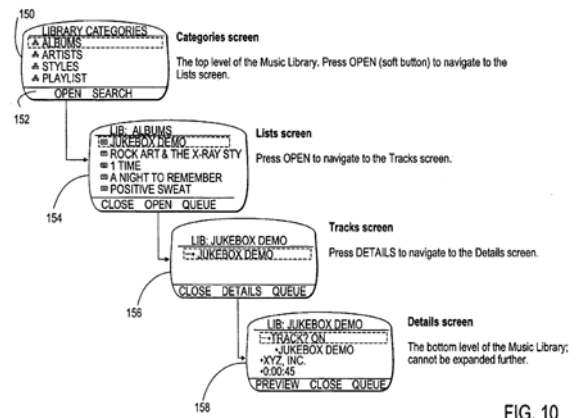 150
LIBRARY CATEGORIES
ALBUMS
ARTISTS
STYLES
PLAYLIST
OPEN SEARCH
152
Categories screen
The top level of the Music Library. Press OPEN (soft button) to navigate to the
Lists screen.
LIB: ALBUMS
JUKEBOX DEMO
ROCK ART & THE X-RAY STY
1 TIME
A NIGHT TO REMEMBER
POSITIVE SWEAT
CLOSE OPEN QUEUE
154
Lists screen
Press OPEN to navigate to the Tracks screen.
LIB: JUKEBOX DEMO
JUKEBOX DEMO
CLOSE DETAILS QUEUE
156
Tracks screen
Press DETAILS to navigate to the Details screen.
LIB: JUKEBOX DEMO
TRACK? ON
JUKEBOX DEMO
XYZ, INC.
0:00:45
PREVIEW CLOSE QUEUE
158
Details screen
The bottom level of the Music Library;
cannot be expanded further.
FIG. 10